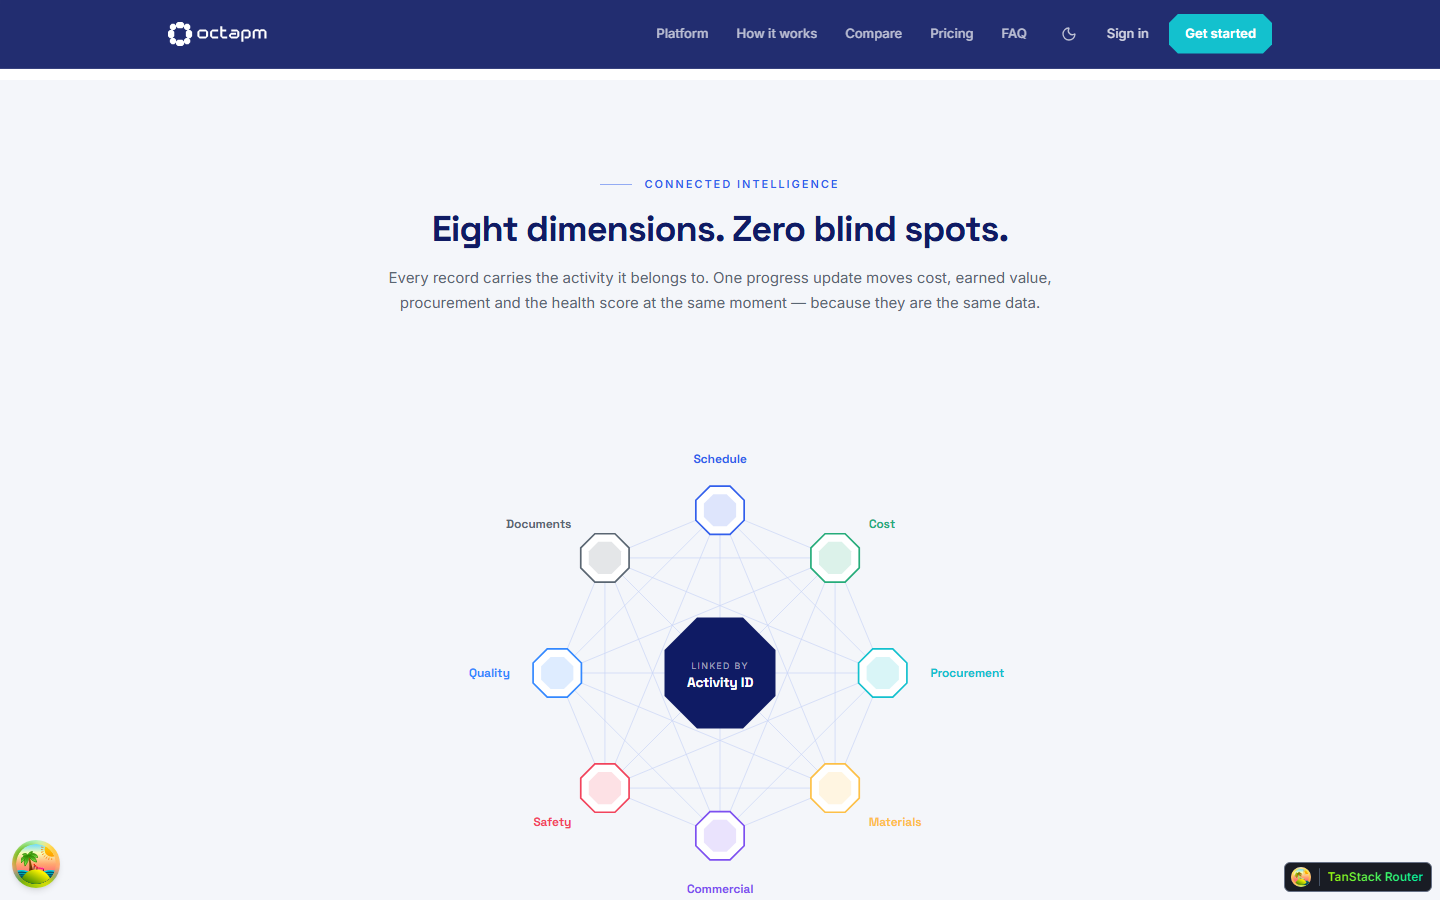 octapm
Platform
How it works
Compare
Pricing
FAQ
Sign in
Get started
CONNECTED INTELLIGENCE
Eight dimensions. Zero blind spots.
Every record carries the activity it belongs to. One progress update moves cost, earned value,
procurement and the health score at the same moment — because they are the same data.
Schedule
Documents
Cost
Quality
LINKED BY
Activity ID
Procurement
Safety
Materials
Commercial
TanStack Router